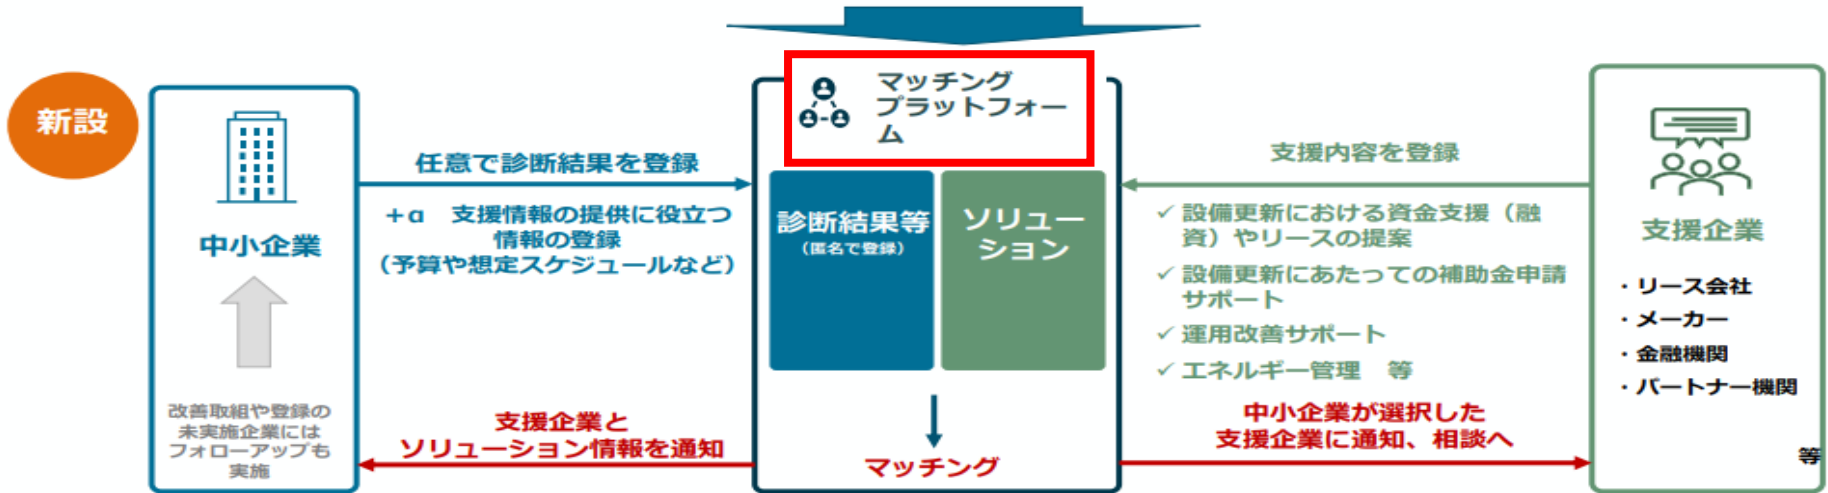 新設
中小企業
改善取組や登録の
未実施企業には
フォローアップも
実施
任意で診断結果を登録
+α　支援情報の提供に役立つ
情報の登録
（予算や想定スケジュールなど）
支援企業と
ソリューション情報を通知
マッチング
プラットフォー
ム
診断結果等
（匿名で登録）
ソリュー
ション
マッチング
支援内容を登録
✓ 設備更新における資金支援（融
資）やリースの提案
✓ 設備更新にあたっての補助金申請
サポート
✓ 運用改善サポート
✓ エネルギー管理　等
中小企業が選択した
支援企業に通知、相談へ
支援企業
・リース会社
・メーカー
・金融機関
・パートナー機関
等